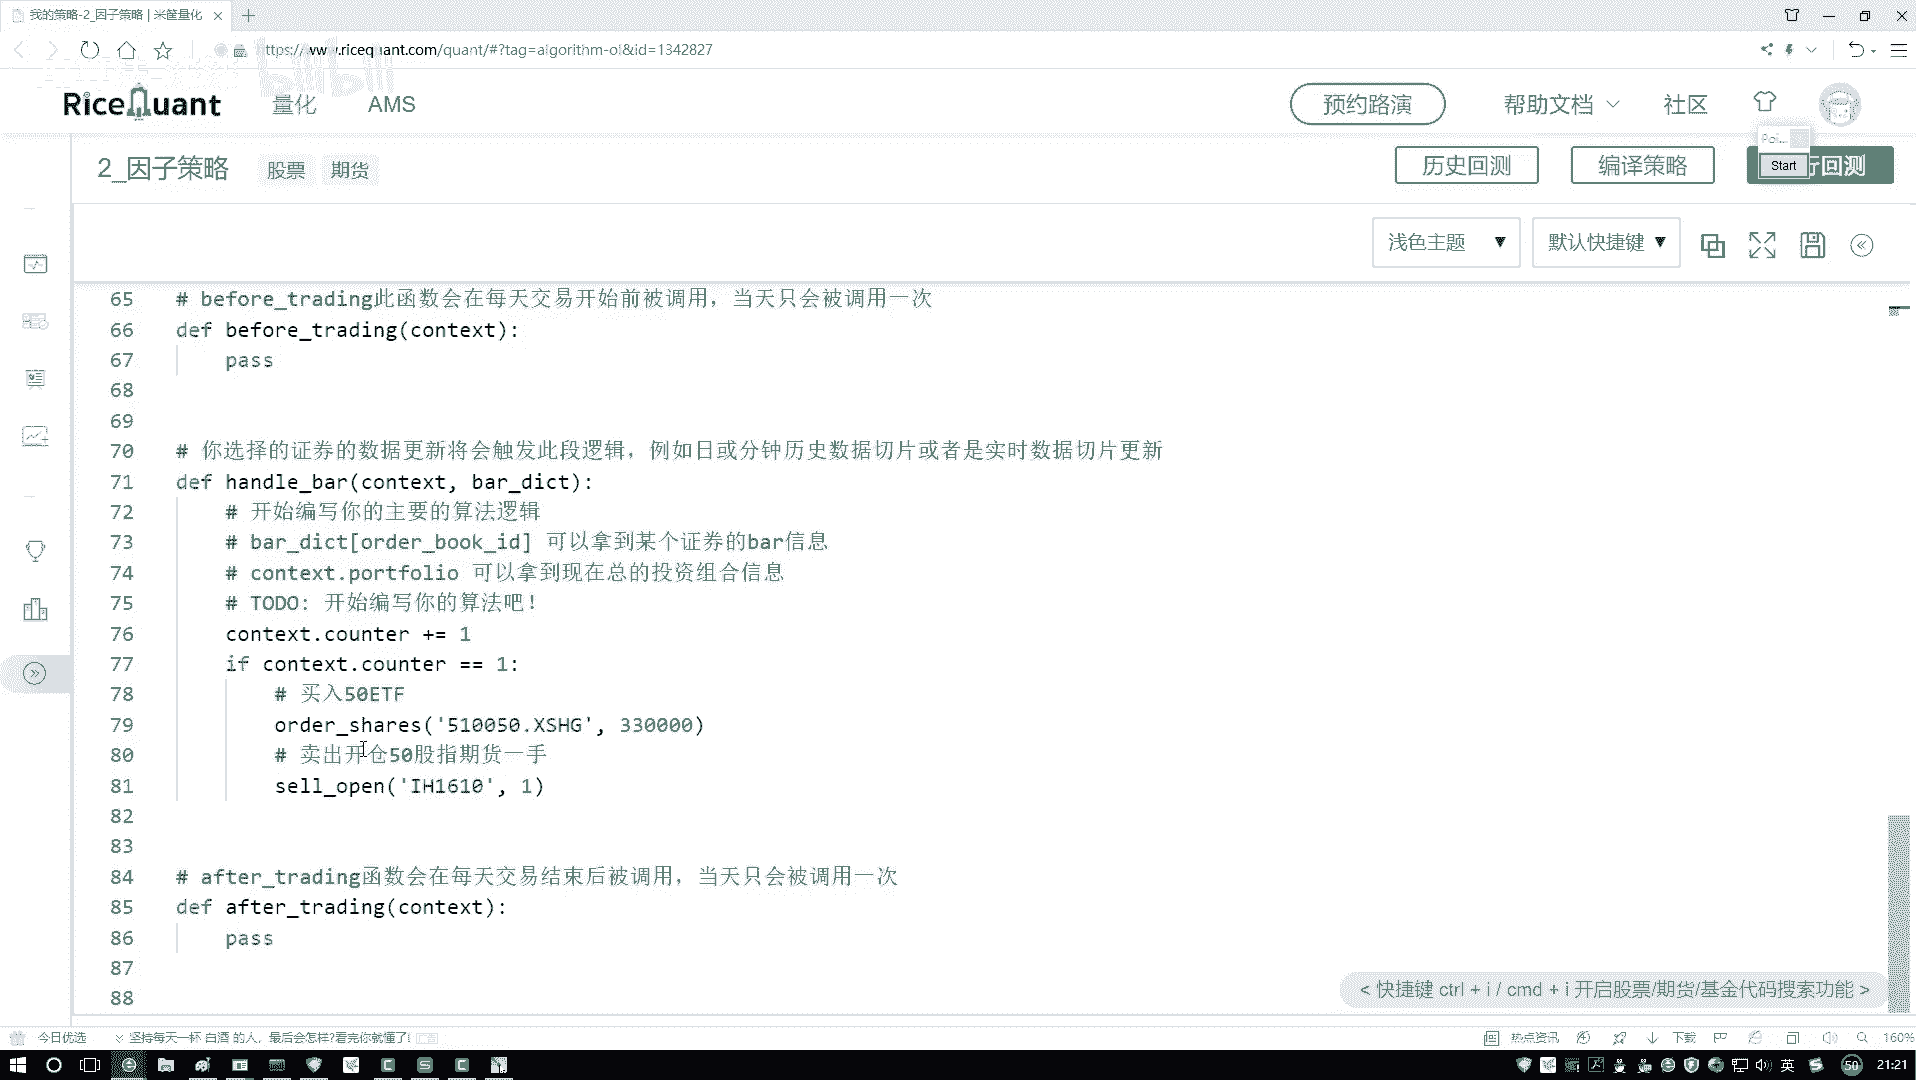 我的策略-2_因子策略 | 米筐量化
https://www.ricequant.com/quant/#?tag=algorithm-ol&id=1342827
RiceQuant 量化 AMS 预约路演 帮助文档 社区
Poi...
2_因子策略 股票 期货 历史回测 编译策略 Start 行回测
浅色主题 ▼ 默认快捷键 ▼
65 # before_trading此函数会在每天交易开始前被调用，当天只会被调用一次
66 def before_trading(context):
67 pass
68
69
70 # 你选择的证券的数据更新将会触发此段逻辑，例如日或分钟历史数据切片或者是实时数据切片更新
71 def handle_bar(context, bar_dict):
72 # 开始编写你的主要的算法逻辑
73 # bar_dict[order_book_id] 可以拿到某个证券的bar信息
74 # context.portfolio 可以拿到现在总的投资组合信息
75 # TODO: 开始编写你的算法吧！
76 context.counter += 1
77 if context.counter == 1:
78 # 买入50ETF
79 order_shares('510050.XSHG', 330000)
80 # 卖出开仓50股指期货一手
81 sell_open('IH1610', 1)
82
83
84 # after_trading函数会在每天交易结束后被调用，当天只会被调用一次
85 def after_trading(context):
86 pass
87
88
< 快捷键 ctrl + i / cmd + i 开启股票/期货/基金代码搜索功能 >
今日优选 坚持每天一杯 白酒 的人，最后会怎样?看完你就懂了! 热点资讯 下载 160%
英 50 21:21